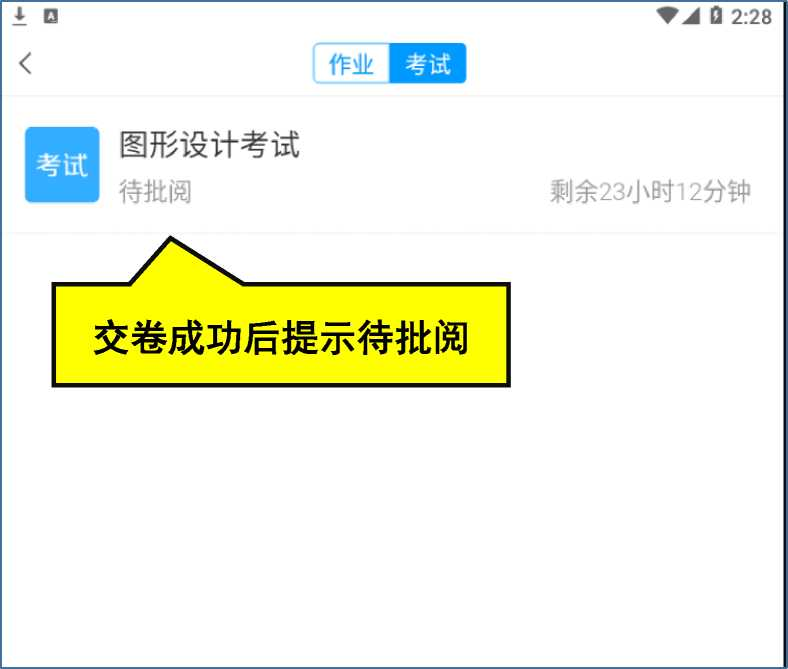 2:28
作业 考试
考试
图形设计考试
待批阅 剩余23小时12分钟
交卷成功后提示待批阅